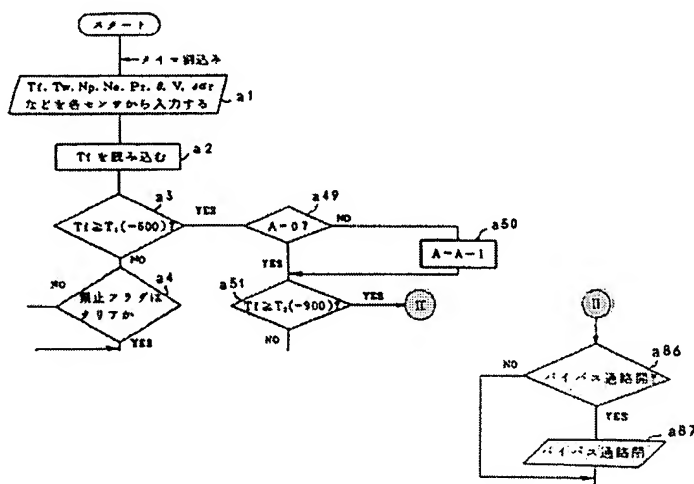 スタート
タイマ割込み
Tf, Tw, Np, Ne, Pr, θ, V,
などを各センサから入力する
a1
Tfを読み込む
a2
a3
Tf≧T₁(-600)?
YES
NO
a49
A=0?
NO
YES
a50
A=A-1
a4
禁止フラグは
クリアか
NO
YES
a51
Tf≧T₂(-900)?
YES
NO
II
II
a86
バイパス通路開?
NO
YES
a87
バイパス通路閉